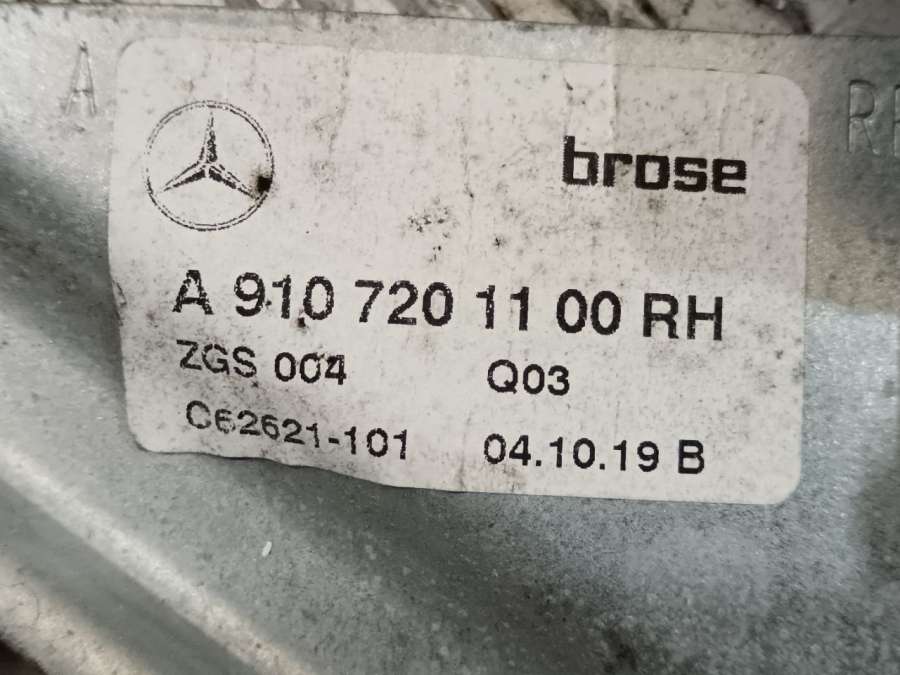 A
brose
A 910 720 11 00 RH
ZGS 004 Q03
C62621-101 04.10.19 B